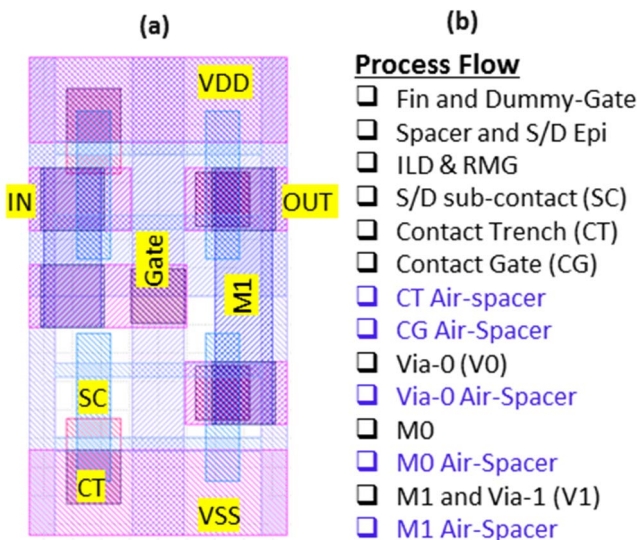 (a)
VDD
IN
OUT
Gate
M1
SC
CT
VSS
(b)
Process Flow
Fin and Dummy-Gate
Spacer and S/D Epi
ILD & RMG
S/D sub-contact (SC)
Contact Trench (CT)
Contact Gate (CG)
CT Air-spacer
CG Air-Spacer
Via-0 (V0)
Via-0 Air-Spacer
M0
M0 Air-Spacer
M1 and Via-1 (V1)
M1 Air-Spacer